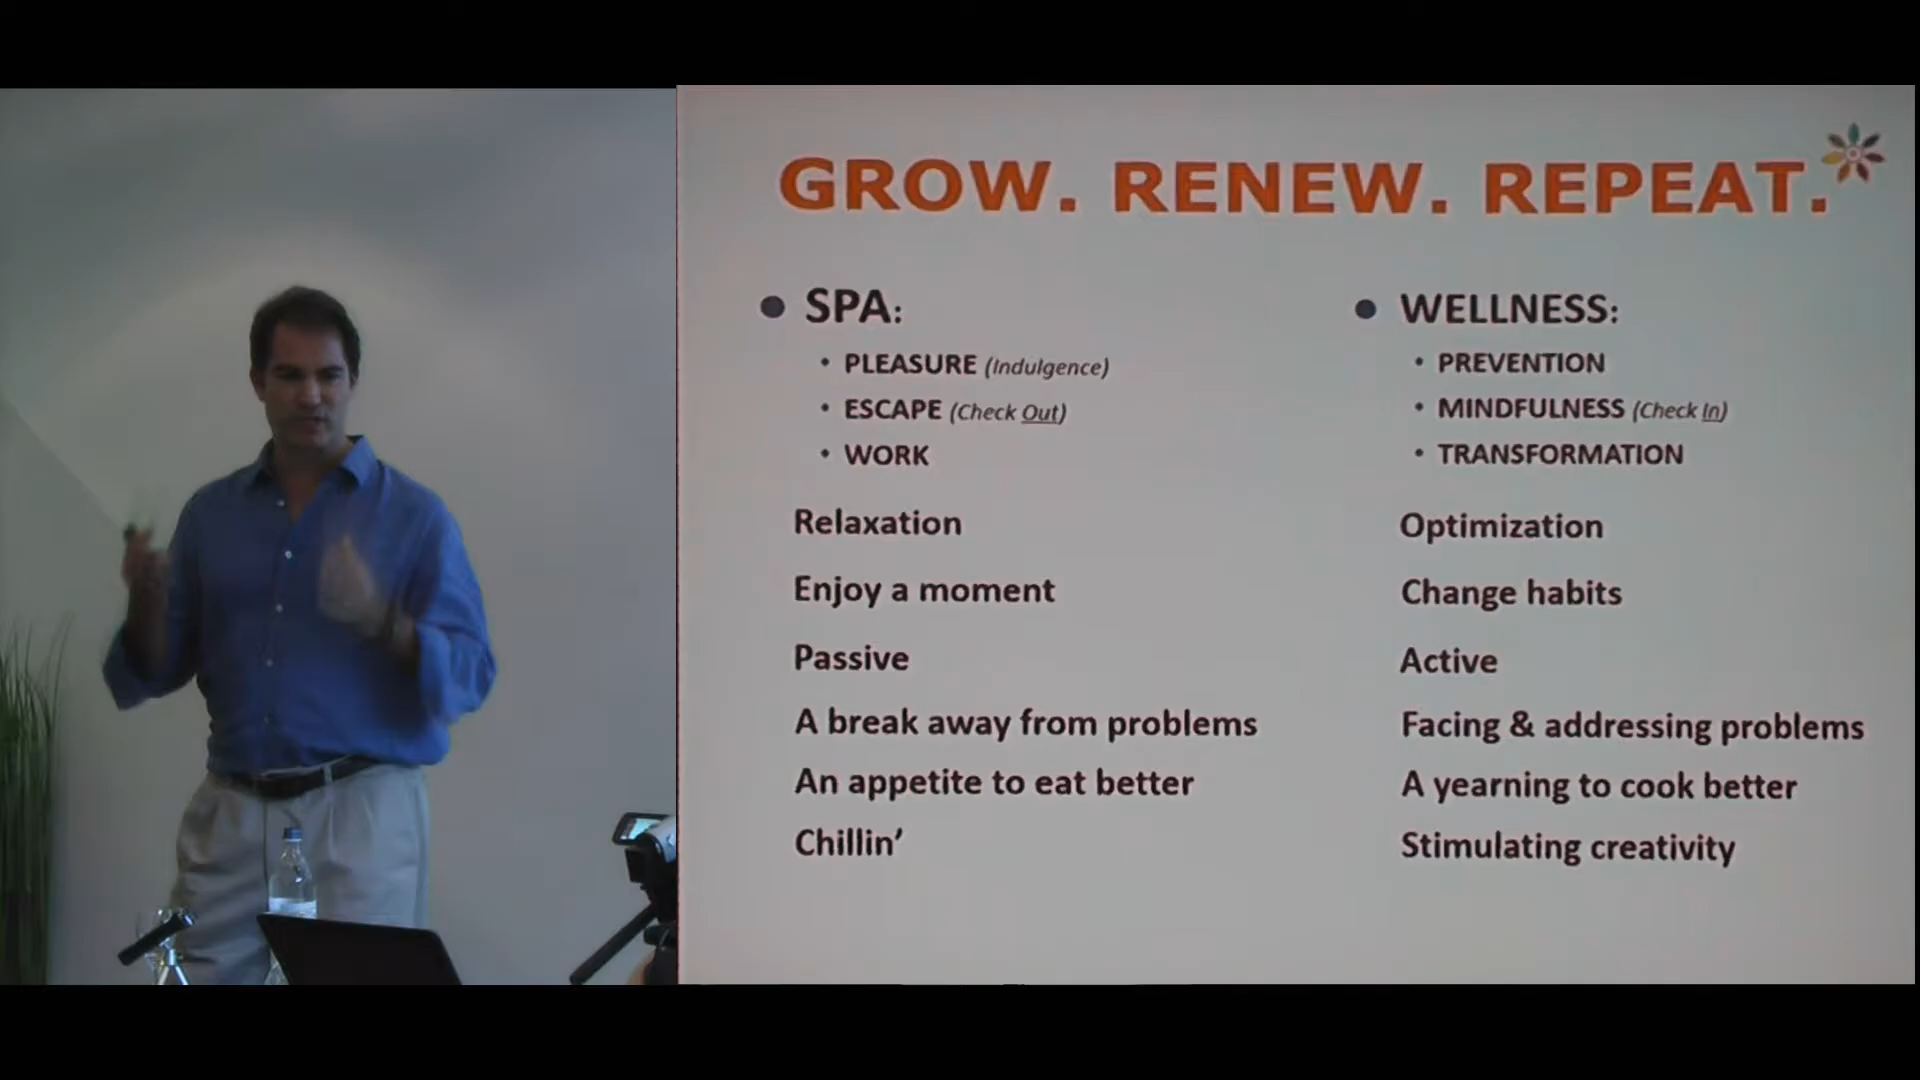 GROW. RENEW. REPEAT.
SPA:
PLEASURE (Indulgence)
ESCAPE (Check Out)
WORK
Relaxation
Enjoy a moment
Passive
A break away from problems
An appetite to eat better
Chillin’
WELLNESS:
PREVENTION
MINDFULNESS (Check In)
TRANSFORMATION
Optimization
Change habits
Active
Facing & addressing problems
A yearning to cook better
Stimulating creativity